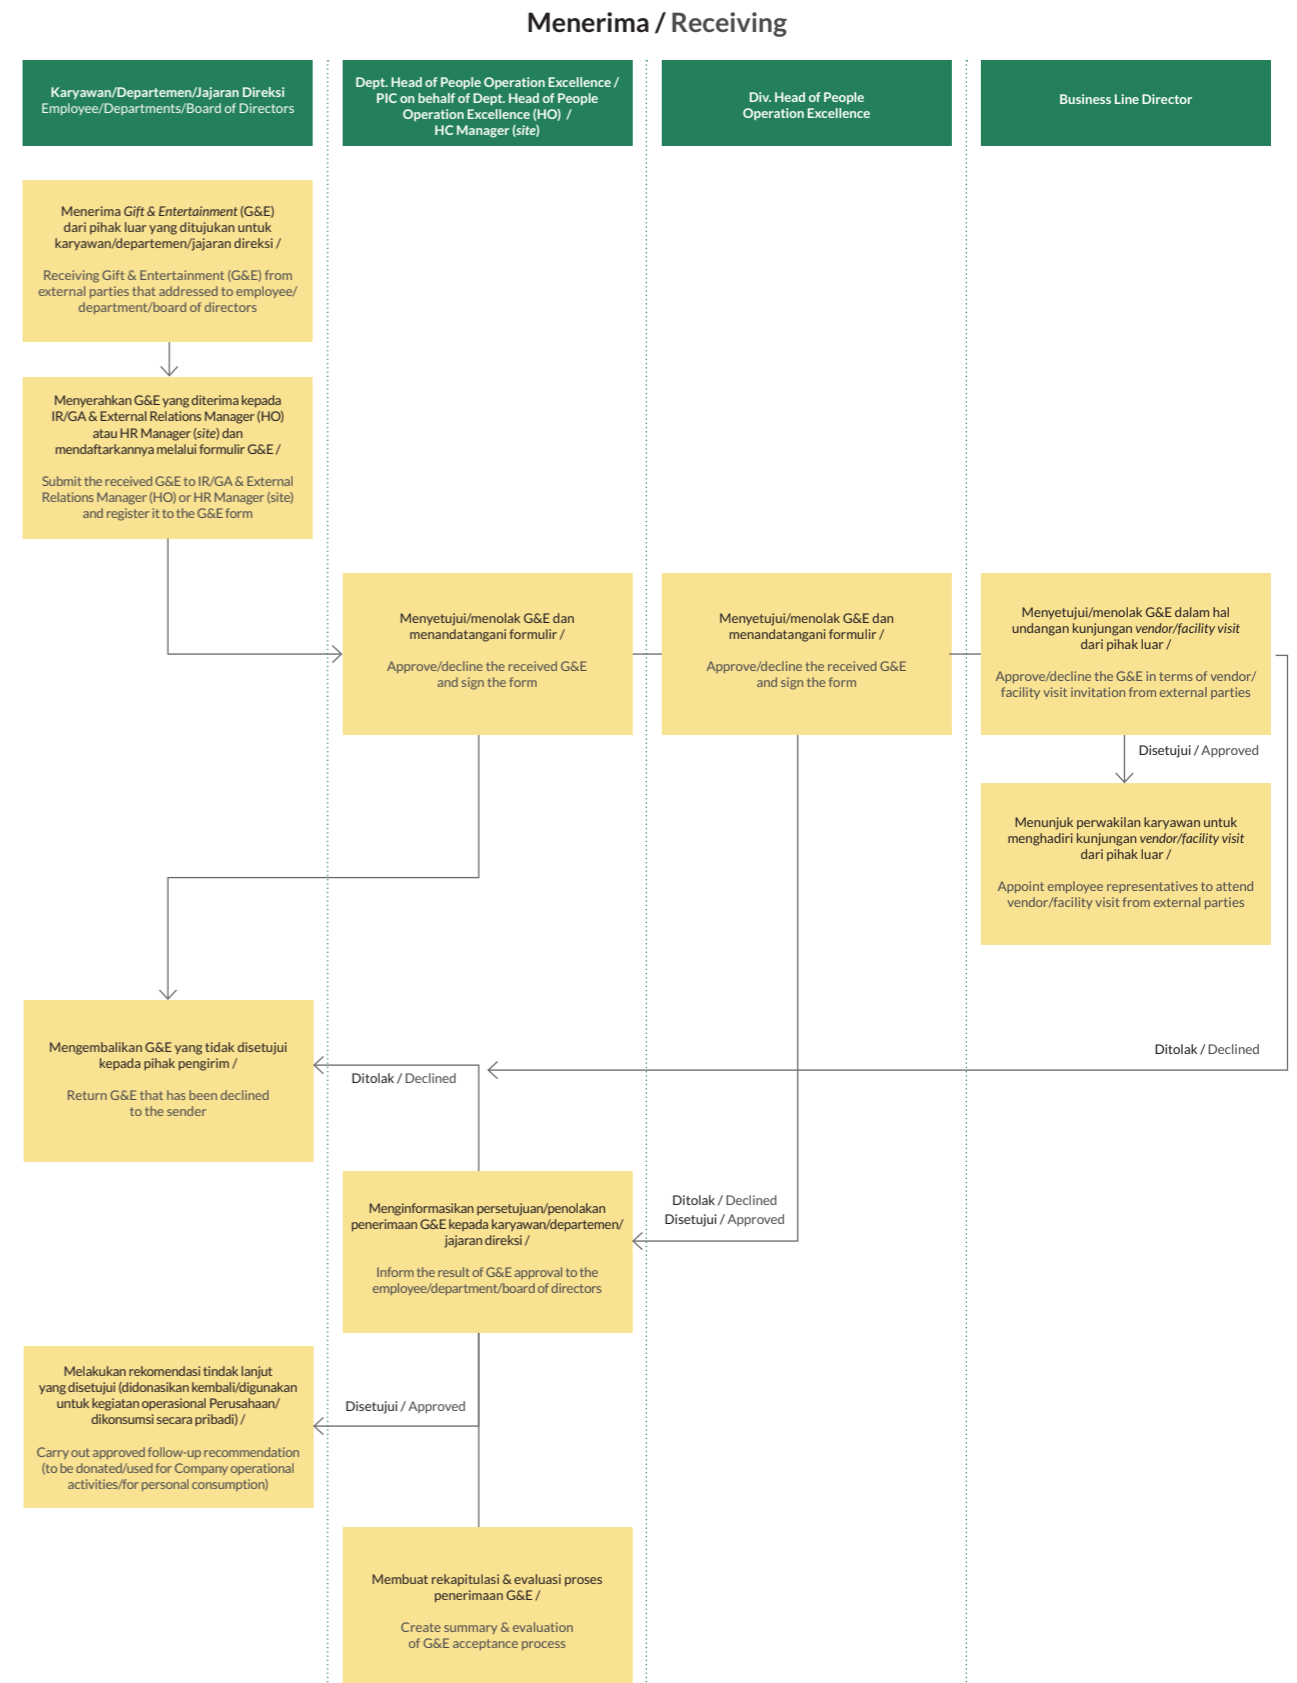 Menerima / Receiving
Karyawan/Departemen/Jajaran Direksi
Employee/Departments/Board of Directors
Dept. Head of People Operation Excellence /
PIC on behalf of Dept. Head of People
Operation Excellence (HO) /
HC Manager (site)
Div. Head of People
Operation Excellence
Business Line Director
Menerima Gift & Entertainment (G&E)
dari pihak luar yang ditujukan untuk
karyawan/departemen/jajaran direksi /
Receiving Gift & Entertainment (G&E) from
external parties that addressed to employee/
department/board of directors
Menyerahkan G&E yang diterima kepada
IR/GA & External Relations Manager (HO)
atau HR Manager (site) dan
mendaftarkannya melalui formulir G&E /
Submit the received G&E to IR/GA & External
Relations Manager (HO) or HR Manager (site)
and register it to the G&E form
Menyetujui/menolak G&E dan
menandatangani formulir /
Approve/decline the received G&E
and sign the form
Menyetujui/menolak G&E dan
menandatangani formulir /
Approve/decline the received G&E
and sign the form
Menyetujui/menolak G&E dalam hal
undangan kunjungan vendor/facility visit
dari pihak luar /
Approve/decline the G&E in terms of vendor/
facility visit invitation from external parties
Disetujui / Approved
Menunjuk perwakilan karyawan untuk
menghadiri kunjungan vendor/facility visit
dari pihak luar /
Appoint employee representatives to attend
vendor/facility visit from external parties
Ditolak / Declined
Mengembalikan G&E yang tidak disetujui
kepada pihak pengirim /
Return G&E that has been declined
to the sender
Ditolak / Declined
Menginformasikan persetujuan/penolakan
penerimaan G&E kepada karyawan/departemen/
jajaran direksi /
Inform the result of G&E approval to the
employee/department/board of directors
Ditolak / Declined
Disetujui / Approved
Melakukan rekomendasi tindak lanjut
yang disetujui (didonasikan kembali/digunakan
untuk kegiatan operasional Perusahaan/
dikonsumsi secara pribadi) /
Carry out approved follow-up recommendation
(to be donated/used for Company operational
activities/for personal consumption)
Disetujui / Approved
Membuat rekapitulasi & evaluasi proses
penerimaan G&E /
Create summary & evaluation
of G&E acceptance process